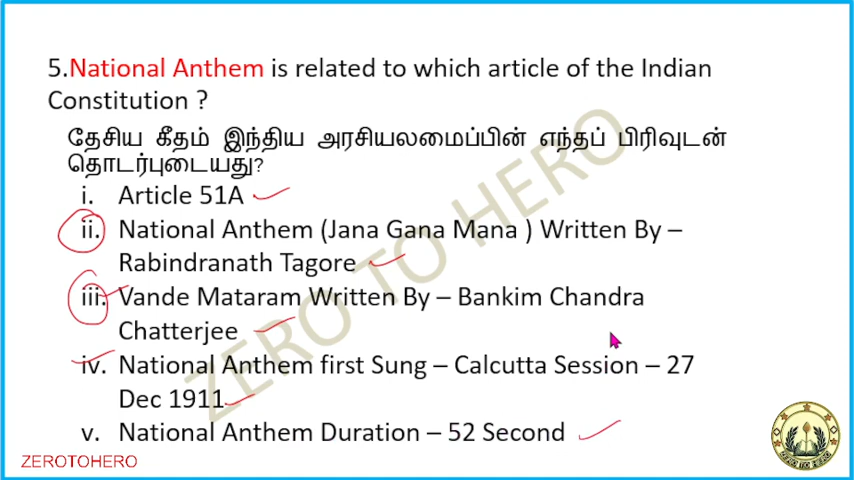 5.National Anthem is related to which article of the Indian
Constitution ?
தேசிய கீதம் இந்திய அரசியலமைப்பின் எந்தப் பிரிவுடன்
தொடர்புடையது?
i. Article 51A
ii. National Anthem (Jana Gana Mana ) Written By –
Rabindranath Tagore
iii. Vande Mataram Written By – Bankim Chandra
Chatterjee
iv. National Anthem first Sung – Calcutta Session – 27
Dec 1911
v. National Anthem Duration – 52 Second
ZERO TO HERO
ZEROTOHERO
ZERO TO HERO